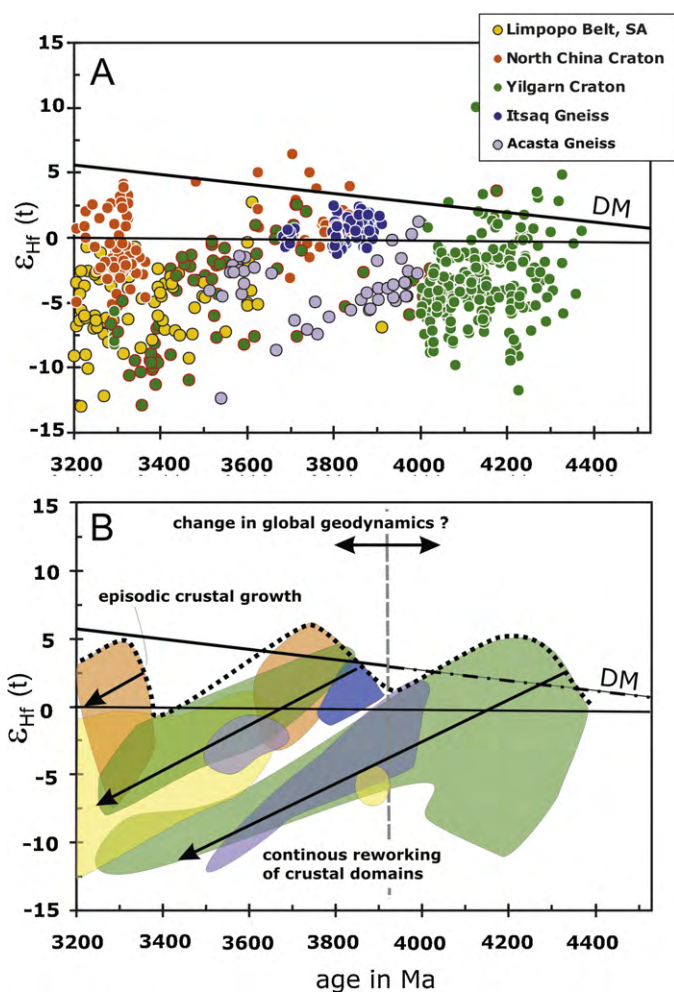 A
15
10
5
0
-5
-10
-15
εHf (t)
Limpopo Belt, SA
North China Craton
Yilgarn Craton
Itsaq Gneiss
Acasta Gneiss
DM
3200 3400 3600 3800 4000 4200 4400
B
15
10
5
0
-5
-10
-15
εHf (t)
change in global geodynamics ?
episodic crustal growth
DM
continous reworking
of crustal domains
3200 3400 3600 3800 4000 4200 4400
age in Ma